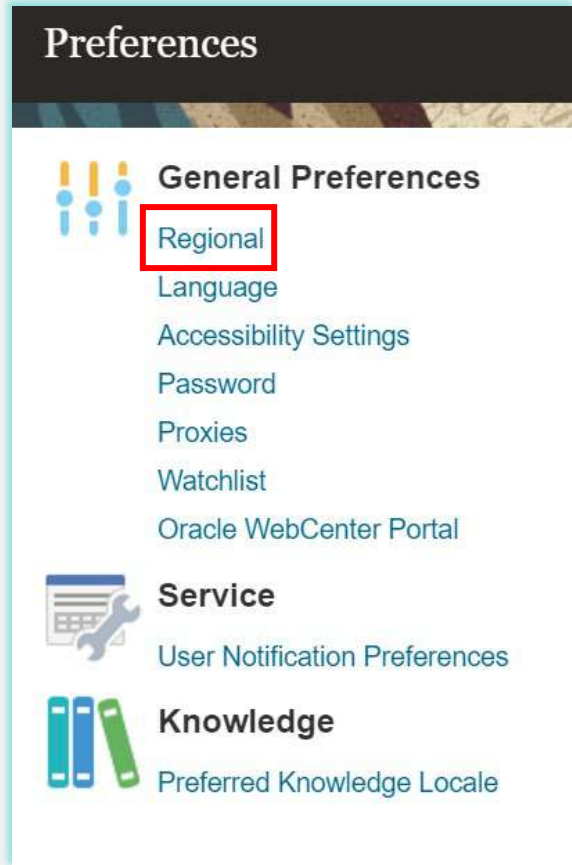 Preferences
General Preferences
Regional
Language
Accessibility Settings
Password
Proxies
Watchlist
Oracle WebCenter Portal
Service
User Notification Preferences
Knowledge
Preferred Knowledge Locale